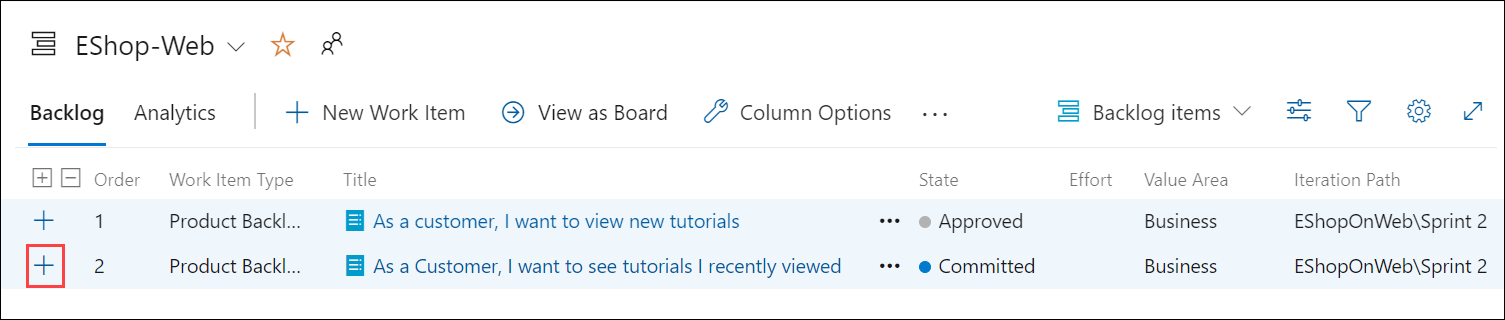 EShop-Web
Backlog Analytics New Work Item View as Board Column Options ... Backlog items
Order Work Item Type Title State Effort Value Area Iteration Path
1 Product Backl... As a customer, I want to view new tutorials ... Approved Business EShopOnWeb\Sprint 2
2 Product Backl... As a Customer, I want to see tutorials I recently viewed ... Committed Business EShopOnWeb\Sprint 2